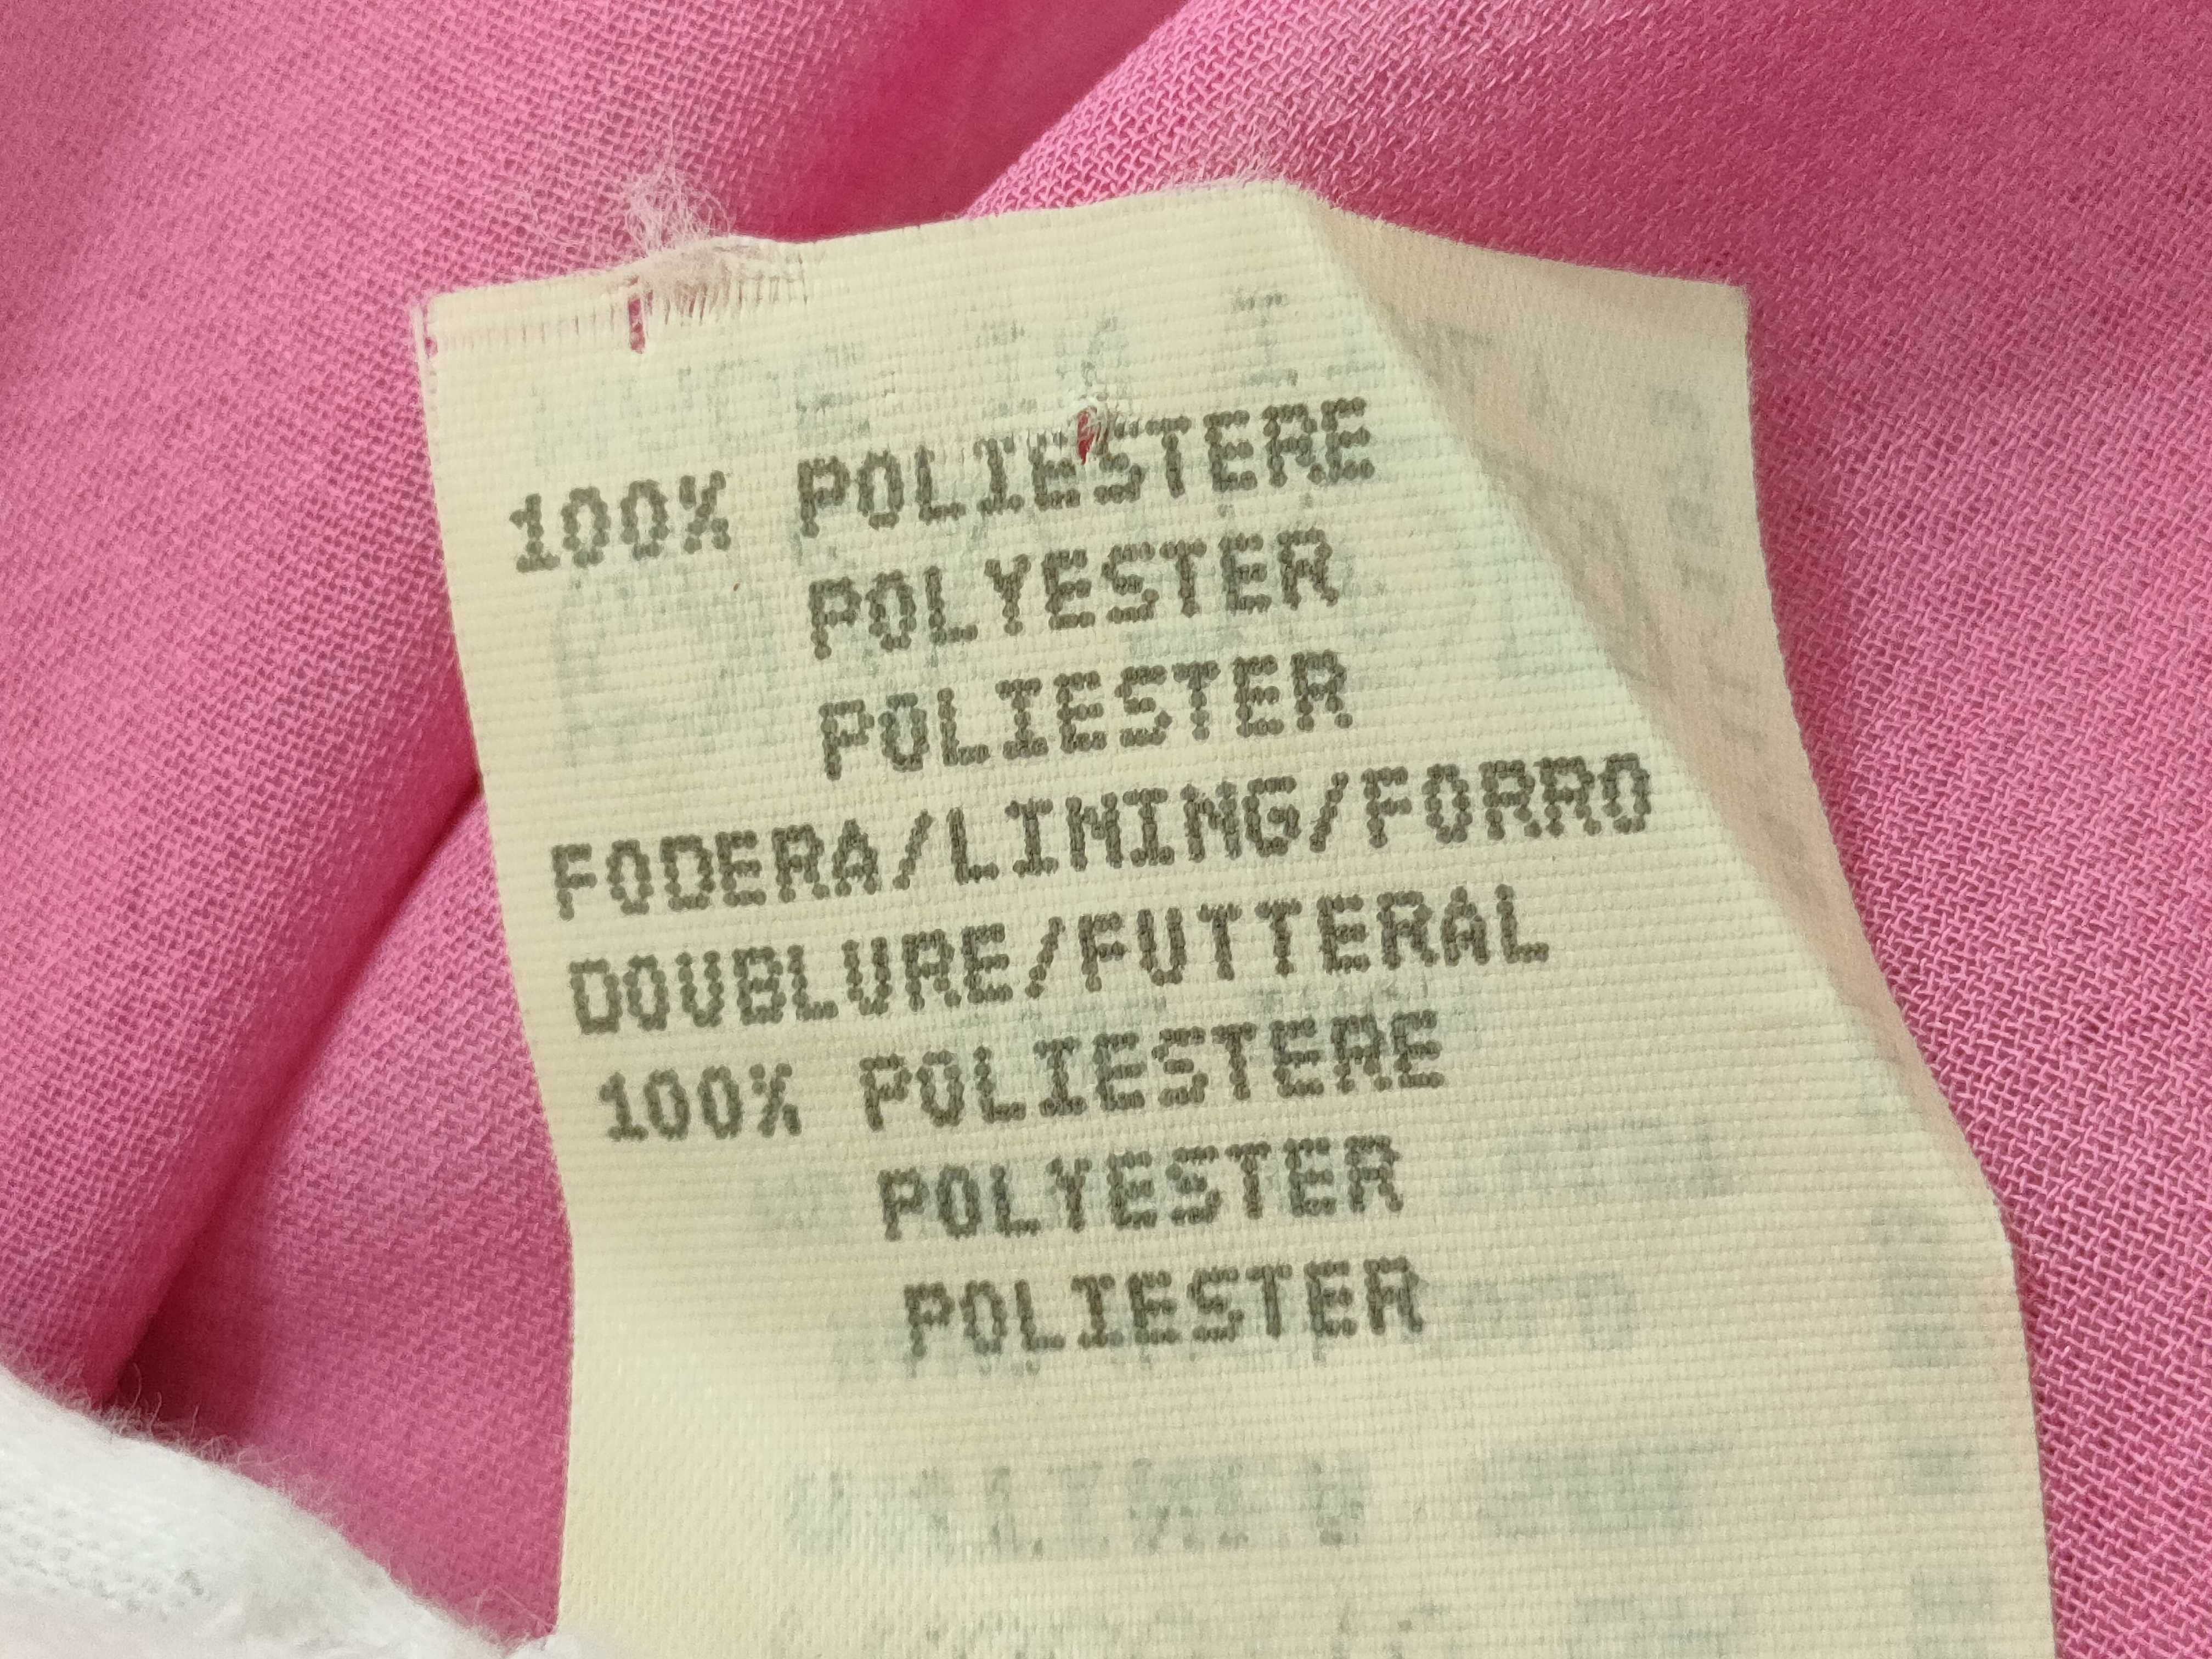 100% POLIESTERE
POLYESTER
POLIESTER
FODERA/LINING/FORRO
DOUBLURE/FUTTERAL
100% POLIESTERE
POLYESTER
POLIESTER